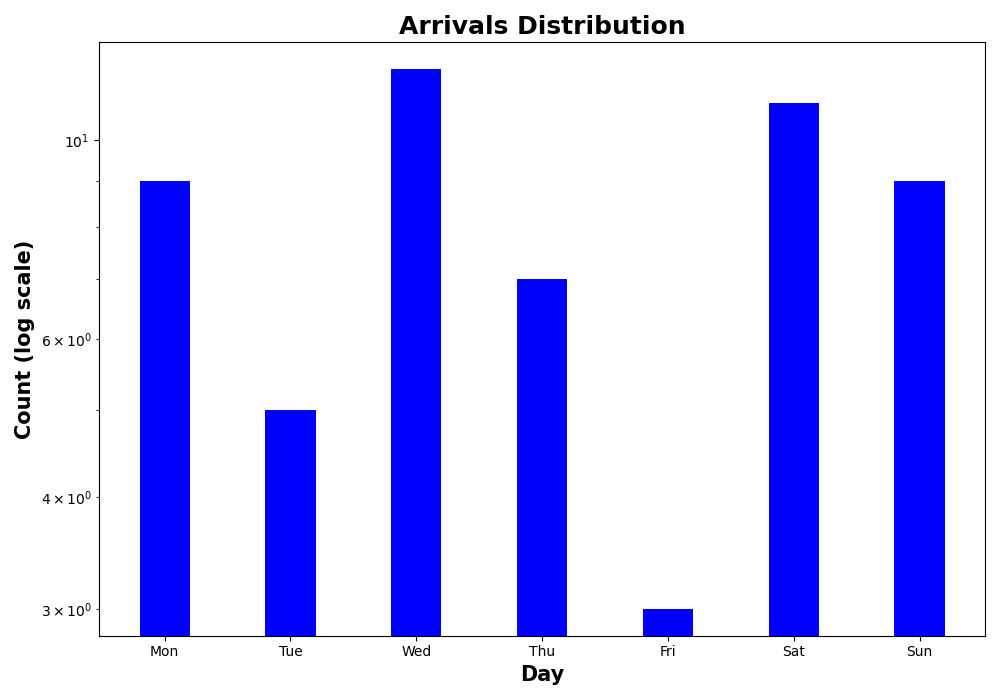 Arrivals Distribution
Count (log scale)
10¹
6 × 10⁰
4 × 10⁰
3 × 10⁰
Mon Tue Wed Thu Fri Sat Sun
Day